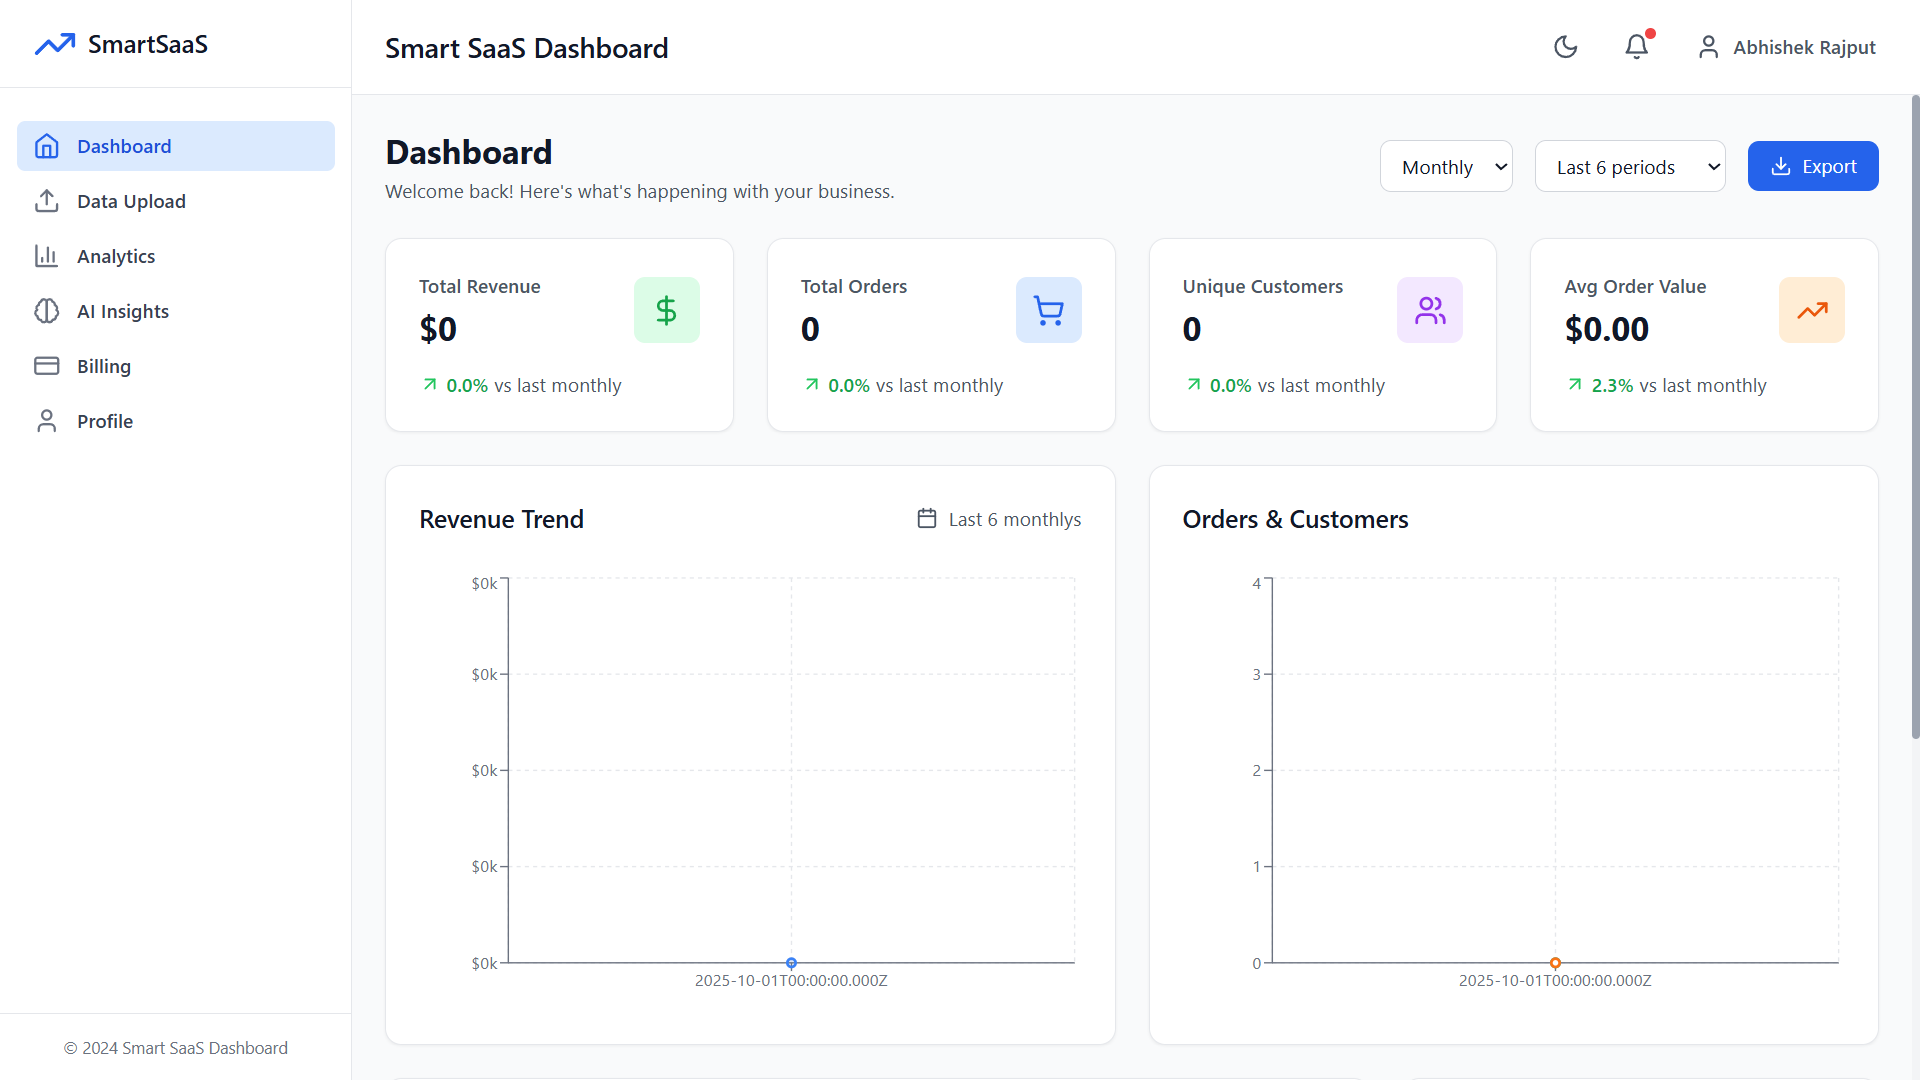 SmartSaaS
Dashboard
Data Upload
Analytics
AI Insights
Billing
Profile
© 2024 Smart SaaS Dashboard
Smart SaaS Dashboard
Abhishek Rajput
Dashboard
Welcome back! Here's what's happening with your business.
Monthly
Last 6 periods
Export
Total Revenue
$0
0.0% vs last monthly
Total Orders
0
0.0% vs last monthly
Unique Customers
0
0.0% vs last monthly
Avg Order Value
$0.00
2.3% vs last monthly
Revenue Trend
Last 6 monthlys
$0k
$0k
$0k
$0k
$0k
2025-10-01T00:00:00.000Z
Orders & Customers
4
3
2
1
0
2025-10-01T00:00:00.000Z